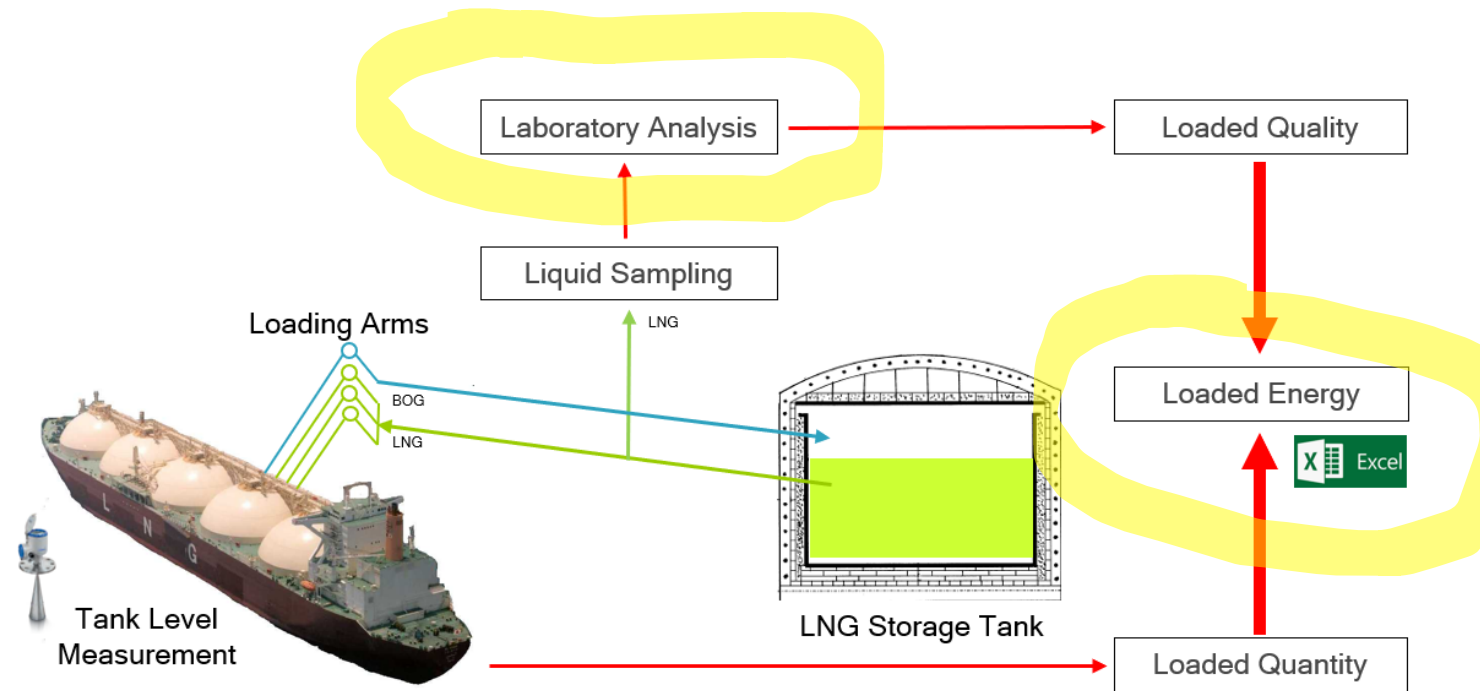 Laboratory Analysis
Loaded Quality
Liquid Sampling
Loading Arms
LNG
BOG
LNG
Loaded Energy
X Excel
L N G
Tank Level
Measurement
LNG Storage Tank
Loaded Quantity